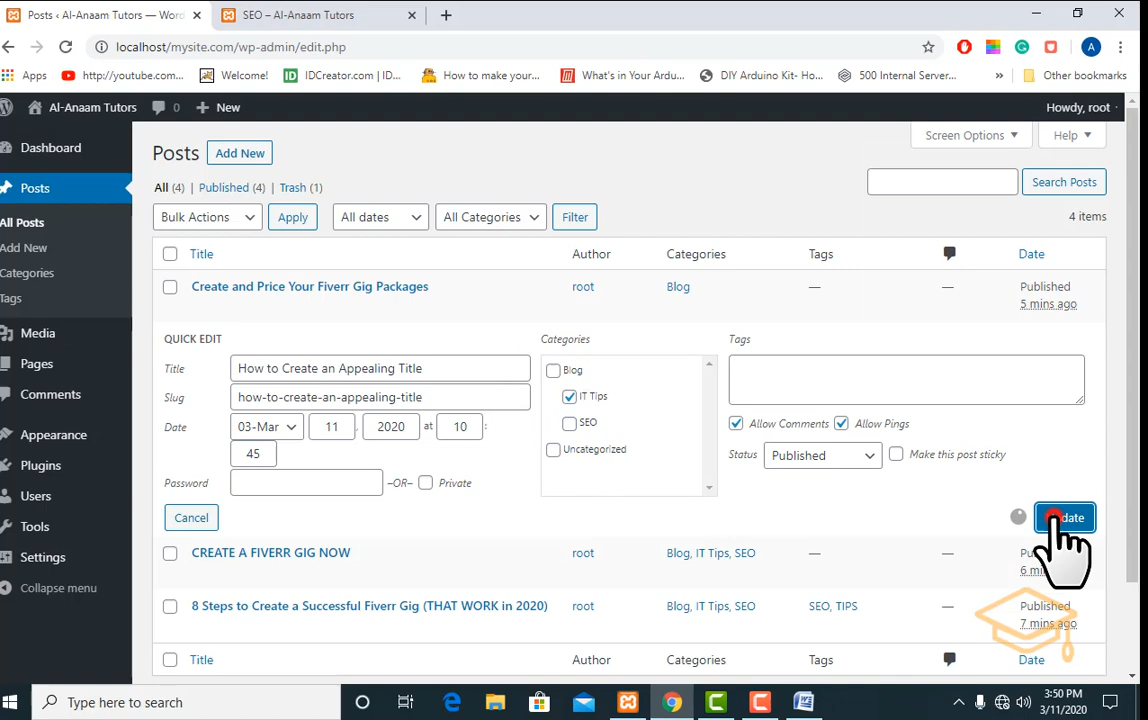 Posts ‹ Al-Anaam Tutors — Word
SEO – Al-Anaam Tutors
localhost/mysite.com/wp-admin/edit.php
A
Apps
http://youtube.com...
Welcome!
IDCreator.com | ID...
How to make your...
What's in Your Ardu...
DIY Arduino Kit- Ho...
500 Internal Server...
Other bookmarks
Al-Anaam Tutors
0
New
Howdy, root
Dashboard
Posts
All Posts
Add New
Categories
Tags
Media
Pages
Comments
Appearance
Plugins
Users
Tools
Settings
Collapse menu
Screen Options
Help
Posts
Add New
All (4) | Published (4) | Trash (1)
Search Posts
Bulk Actions
Apply
All dates
All Categories
Filter
4 items
Title
Author
Categories
Tags
Date
Create and Price Your Fiverr Gig Packages
root
Blog
—
—
Published
5 mins ago
QUICK EDIT
Title
How to Create an Appealing Title
Slug
how-to-create-an-appealing-title
Date
03-Mar
11
, 2020
at
10
:
45
Password
–OR–
Private
Categories
Blog
IT Tips
SEO
Uncategorized
Tags
Allow Comments
Allow Pings
Status
Published
Make this post sticky
Cancel
CREATE A FIVERR GIG NOW
root
Blog, IT Tips, SEO
—
—
8 Steps to Create a Successful Fiverr Gig (THAT WORK in 2020)
root
Blog, IT Tips, SEO
SEO, TIPS
—
Published
7 mins ago
Title
Author
Categories
Tags
Date
Type here to search
3:50 PM
3/11/2020